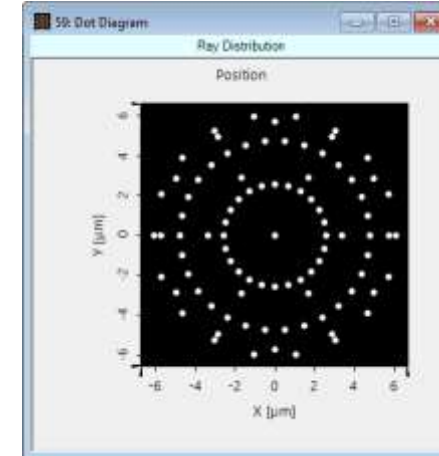 59: Dot Diagram
Ray Distribution
Position
Y [µm]
6
4
2
0
-2
-4
-6
-6 -4 -2 0 2 4 6
X [µm]